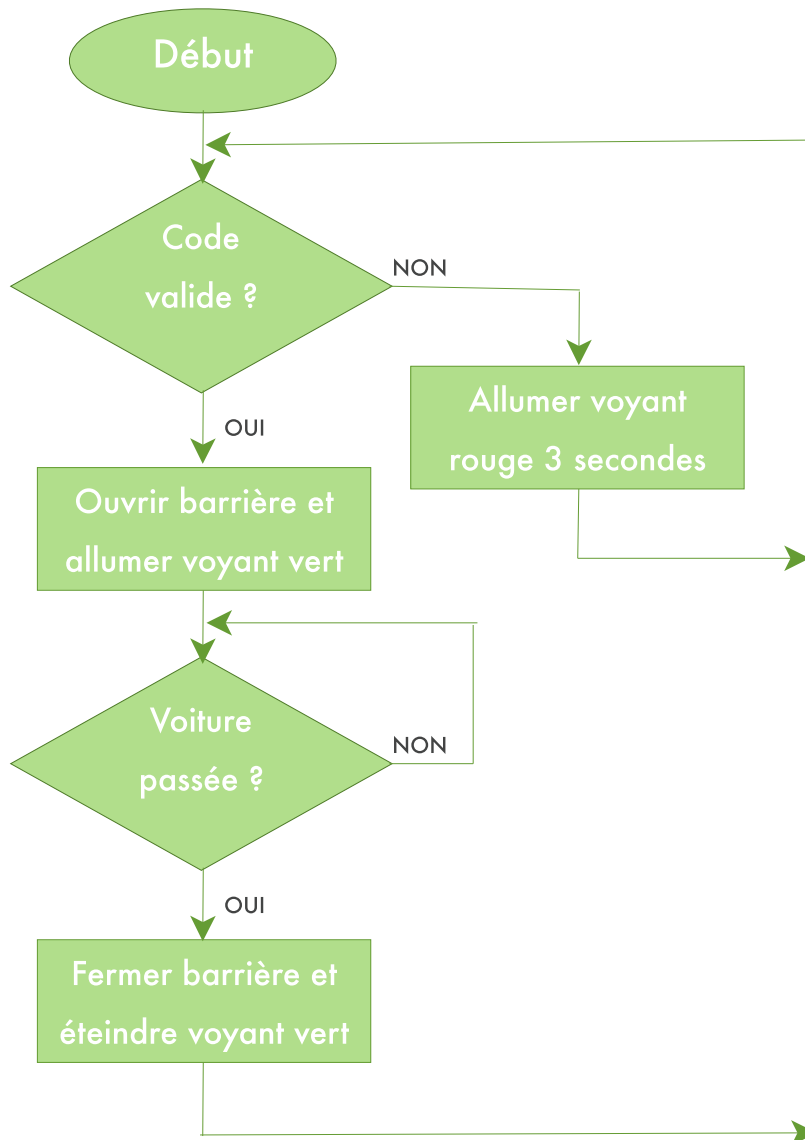 Début
Code
valide ?
NON
Allumer voyant
rouge 3 secondes
OUI
Ouvrir barrière et
allumer voyant vert
Voiture
passée ?
NON
OUI
Fermer barrière et
éteindre voyant vert